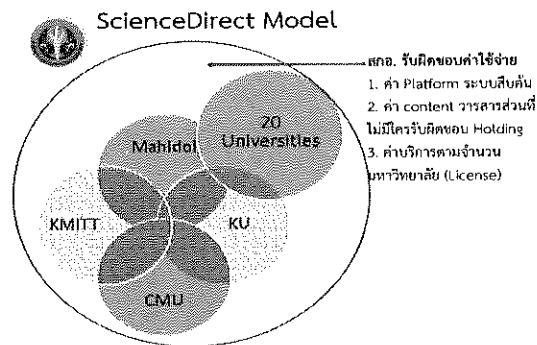 ScienceDirect Model
สกอ. รับผิดชอบค่าใช้จ่าย
1. ค่า Platform ระบบสืบค้น
2. ค่า content วารสารส่วนที่
ไม่มีใครรับผิดชอบ Holding
3. ค่าบริการตามจำนวน
มหาวิทยาลัย (License)
20
Universities
Mahidol
KMITT
KU
CMU